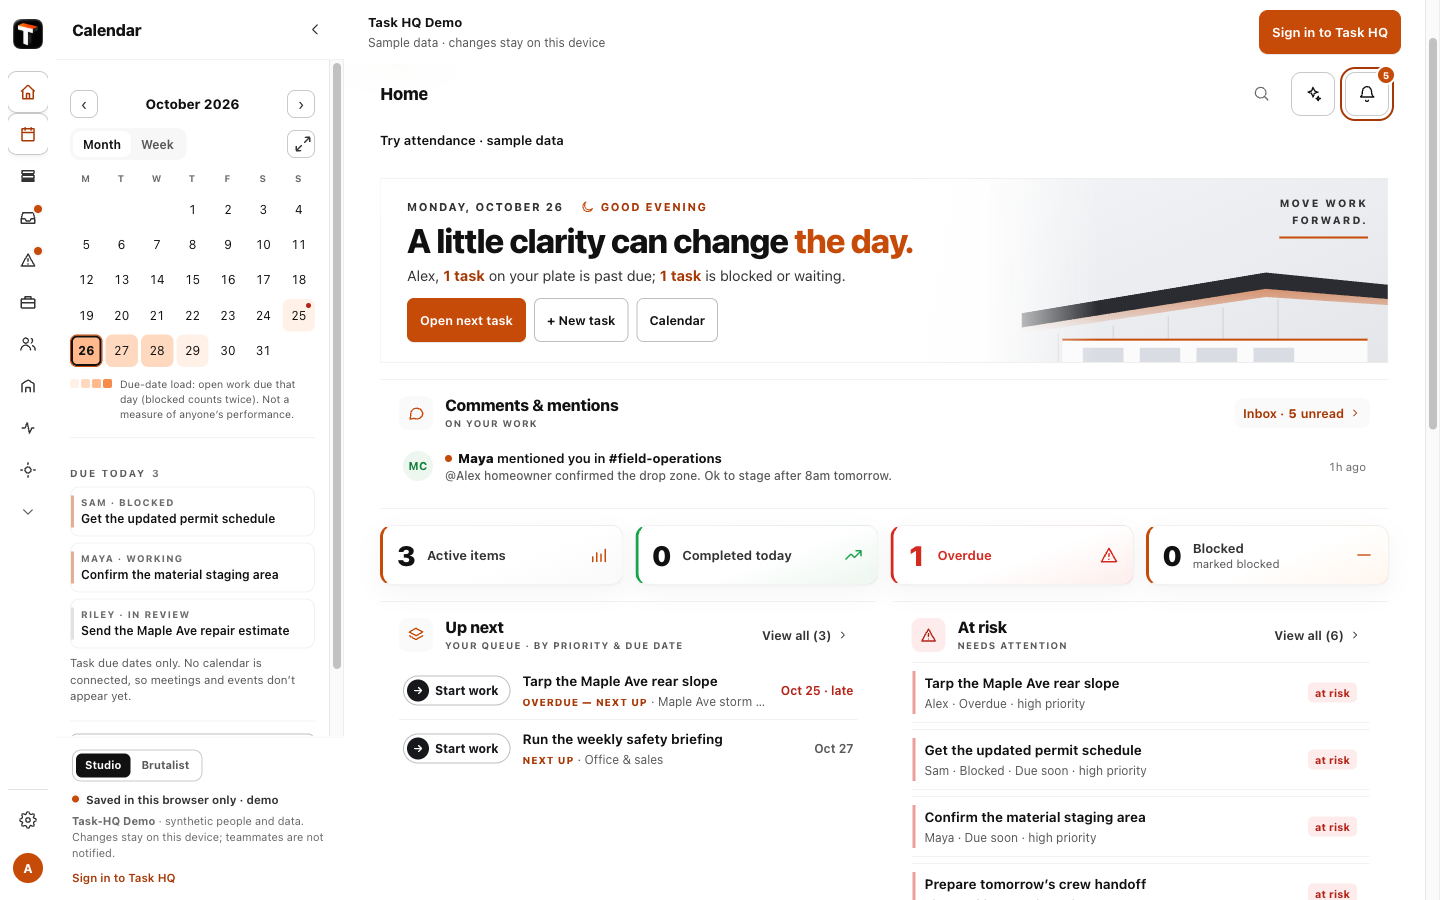 Calendar
October 2026
Month
Week
M T W T F S S
1 2 3 4
5 6 7 8 9 10 11
12 13 14 15 16 17 18
19 20 21 22 23 24 25
26 27 28 29 30 31
Due-date load: open work due that
day (blocked counts twice). Not a
measure of anyone's performance.
DUE TODAY 3
SAM · BLOCKED
Get the updated permit schedule
MAYA · WORKING
Confirm the material staging area
RILEY · IN REVIEW
Send the Maple Ave repair estimate
Task due dates only. No calendar is
connected, so meetings and events don't
appear yet.
Studio
Brutalist
Saved in this browser only · demo
Task-HQ Demo · synthetic people and data.
Changes stay on this device; teammates are not
notified.
Sign in to Task HQ
A
Task HQ Demo
Sample data · changes stay on this device
Sign in to Task HQ
Home
5
Try attendance · sample data
MONDAY, OCTOBER 26 GOOD EVENING
A little clarity can change the day.
Alex, 1 task on your plate is past due; 1 task is blocked or waiting.
Open next task
+ New task
Calendar
MOVE WORK
FORWARD.
Comments & mentions
ON YOUR WORK
Inbox · 5 unread
MC
Maya mentioned you in #field-operations
@Alex homeowner confirmed the drop zone. Ok to stage after 8am tomorrow.
1h ago
3 Active items
0 Completed today
1 Overdue
0 Blocked
marked blocked
Up next
YOUR QUEUE · BY PRIORITY & DUE DATE
View all (3)
Start work
Tarp the Maple Ave rear slope
OVERDUE — NEXT UP · Maple Ave storm ...
Oct 25 · late
Start work
Run the weekly safety briefing
NEXT UP · Office & sales
Oct 27
At risk
NEEDS ATTENTION
View all (6)
Tarp the Maple Ave rear slope
Alex · Overdue · high priority
at risk
Get the updated permit schedule
Sam · Blocked · Due soon · high priority
at risk
Confirm the material staging area
Maya · Due soon · high priority
at risk
Prepare tomorrow's crew handoff
at risk